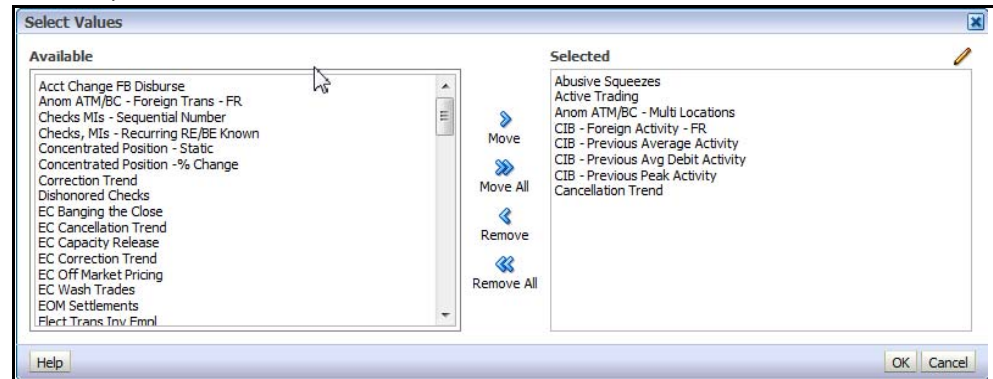 Select Values
Available
Acct Change FB Disburse
Anom ATM/BC - Foreign Trans - FR
Checks MIs - Sequential Number
Checks, MIs - Recurring RE/BE Known
Concentrated Position - Static
Concentrated Position -% Change
Correction Trend
Dishonored Checks
EC Banging the Close
EC Cancellation Trend
EC Capacity Release
EC Correction Trend
EC Off Market Pricing
EC Wash Trades
EOM Settlements
Elect Trans Inv Empl
Move
Move All
Remove
Remove All
Selected
Abusive Squeezes
Active Trading
Anom ATM/BC - Multi Locations
CIB - Foreign Activity - FR
CIB - Previous Average Activity
CIB - Previous Avg Debit Activity
CIB - Previous Peak Activity
Cancellation Trend
Help
OK
Cancel